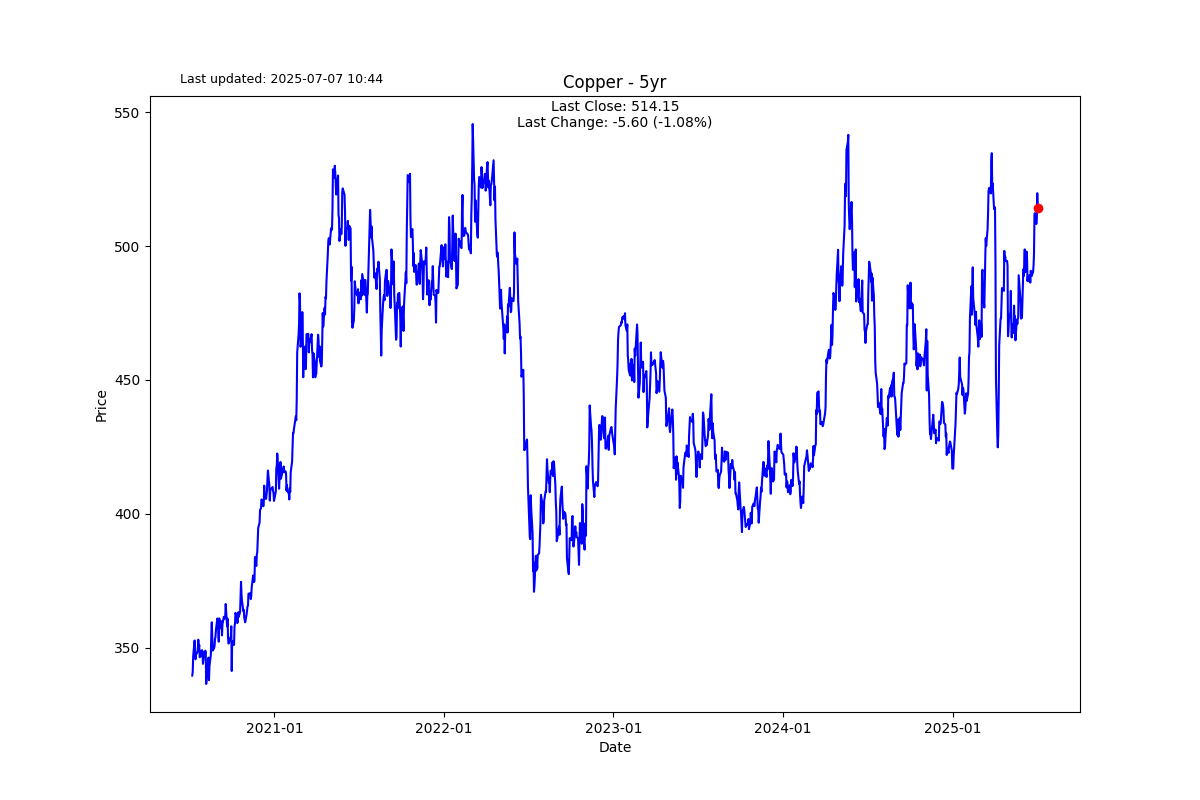 Last updated: 2025-07-07 10:44
Copper - 5yr
Last Close: 514.15
Last Change: -5.60 (-1.08%)
550
500
450
400
350
Price
2021-01
2022-01
2023-01
2024-01
2025-01
Date